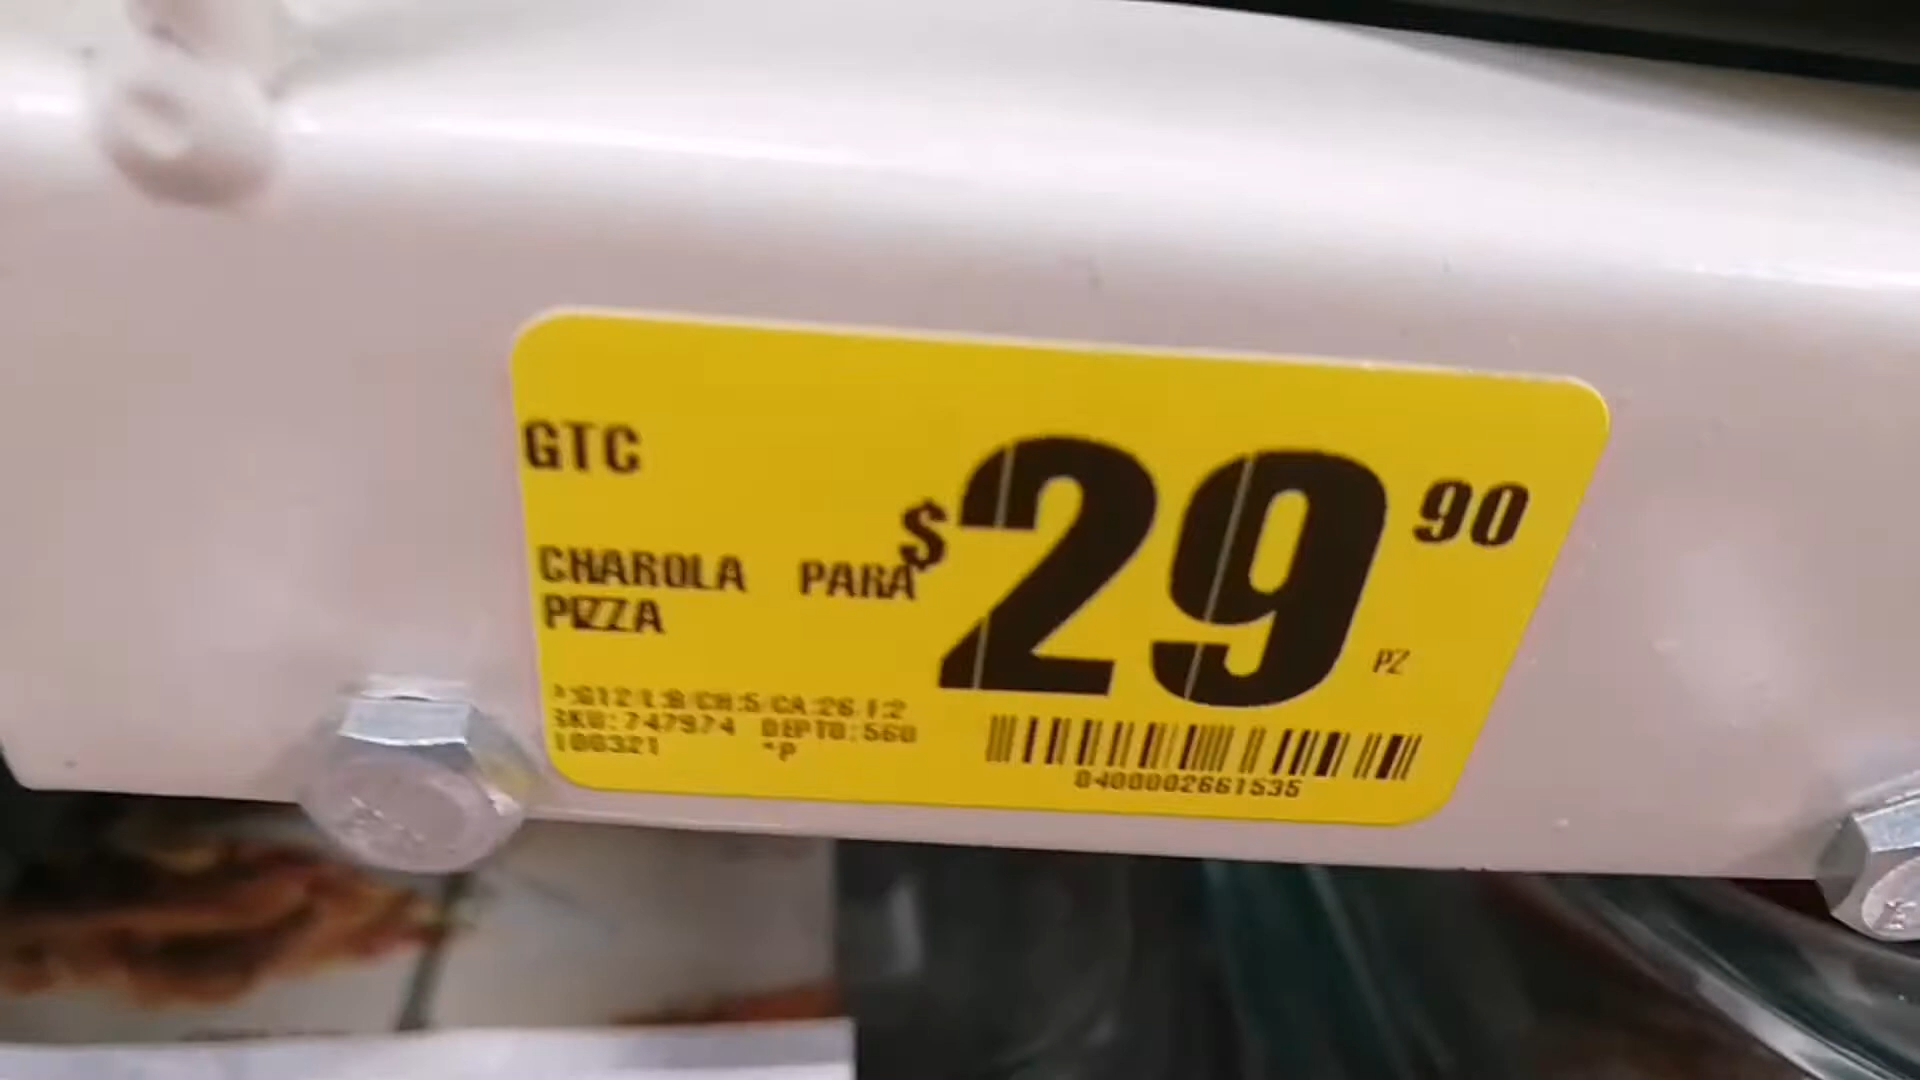 GTC
$29 90
CHAROLA PARA
PIZZA
PZ
SKU: 747974 DEPTO: 560
100321 *P
0400002661535